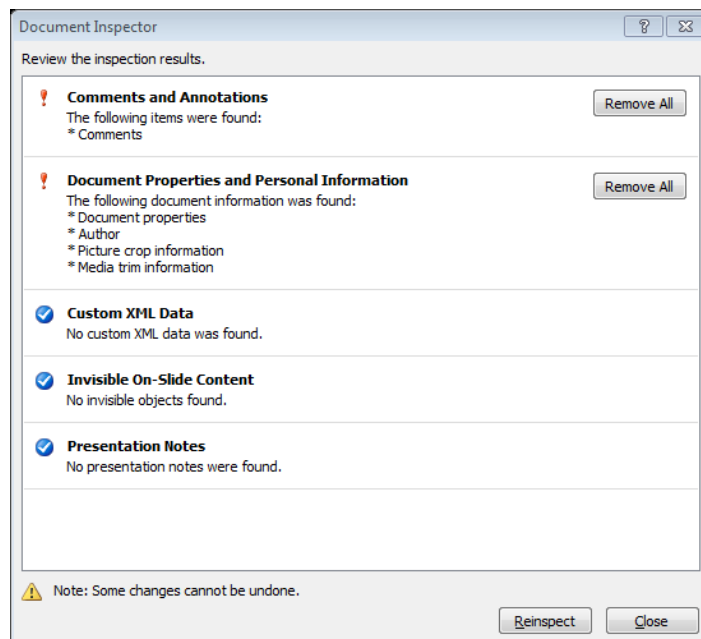 Document Inspector
Review the inspection results.
Comments and Annotations
Remove All
The following items were found:
* Comments
Document Properties and Personal Information
Remove All
The following document information was found:
* Document properties
* Author
* Picture crop information
* Media trim information
Custom XML Data
No custom XML data was found.
Invisible On-Slide Content
No invisible objects found.
Presentation Notes
No presentation notes were found.
Note: Some changes cannot be undone.
Reinspect Close